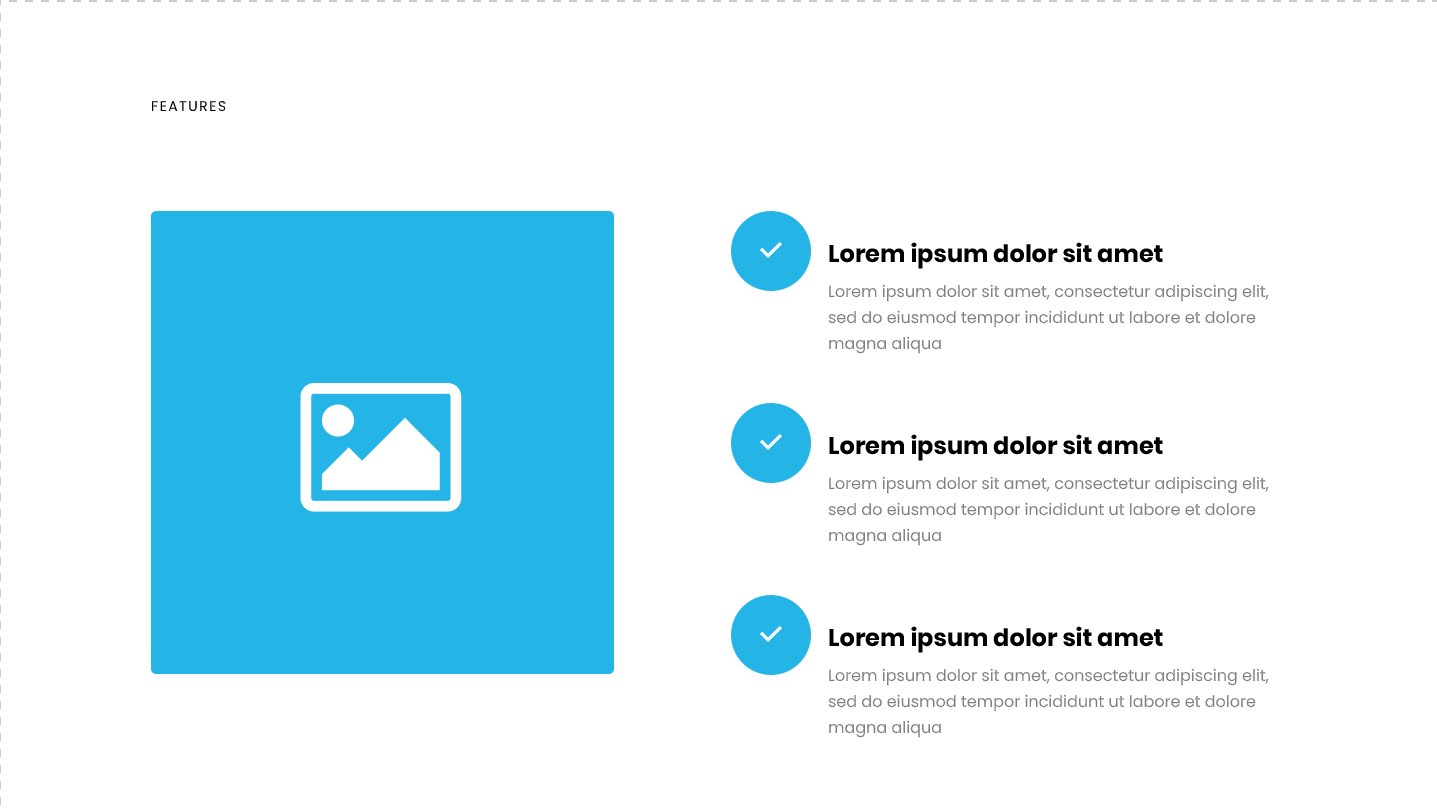 FEATURES
Lorem ipsum dolor sit amet
Lorem ipsum dolor sit amet, consectetur adipiscing elit,
sed do eiusmod tempor incididunt ut labore et dolore
magna aliqua
Lorem ipsum dolor sit amet
Lorem ipsum dolor sit amet, consectetur adipiscing elit,
sed do eiusmod tempor incididunt ut labore et dolore
magna aliqua
Lorem ipsum dolor sit amet
Lorem ipsum dolor sit amet, consectetur adipiscing elit,
sed do eiusmod tempor incididunt ut labore et dolore
magna aliqua